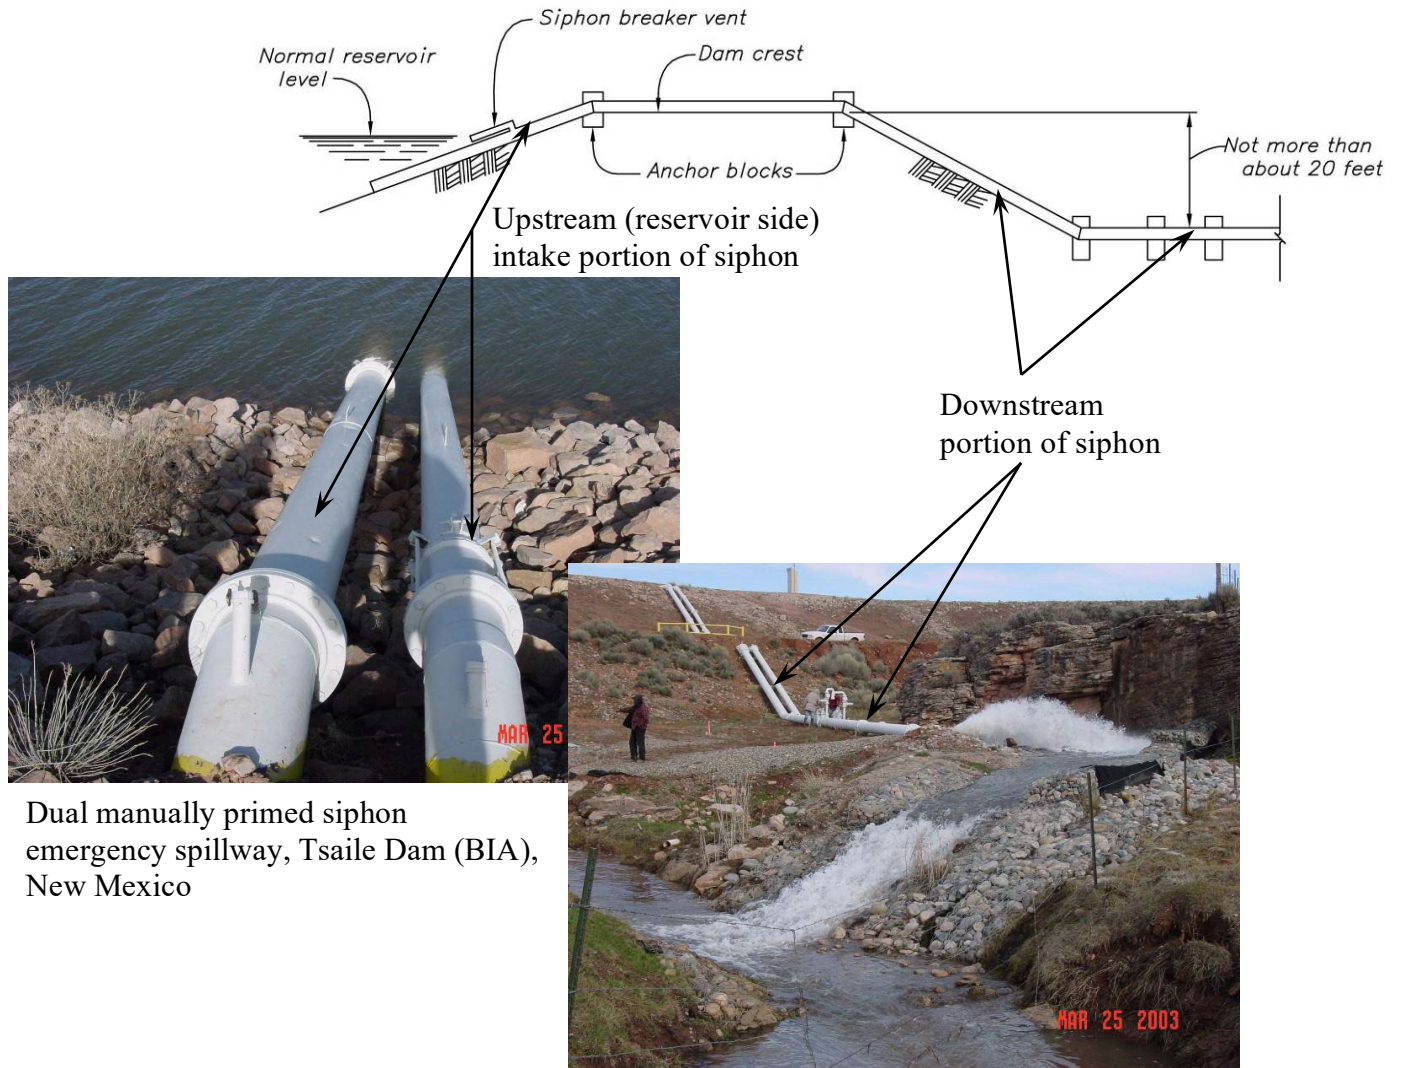 Siphon breaker vent
Normal reservoir
level
Dam crest
Not more than
about 20 feet
Anchor blocks
Upstream (reservoir side)
intake portion of siphon
Downstream
portion of siphon
MAR 25
Dual manually primed siphon
emergency spillway, Tsaile Dam (BIA),
New Mexico
MAR 25 2003